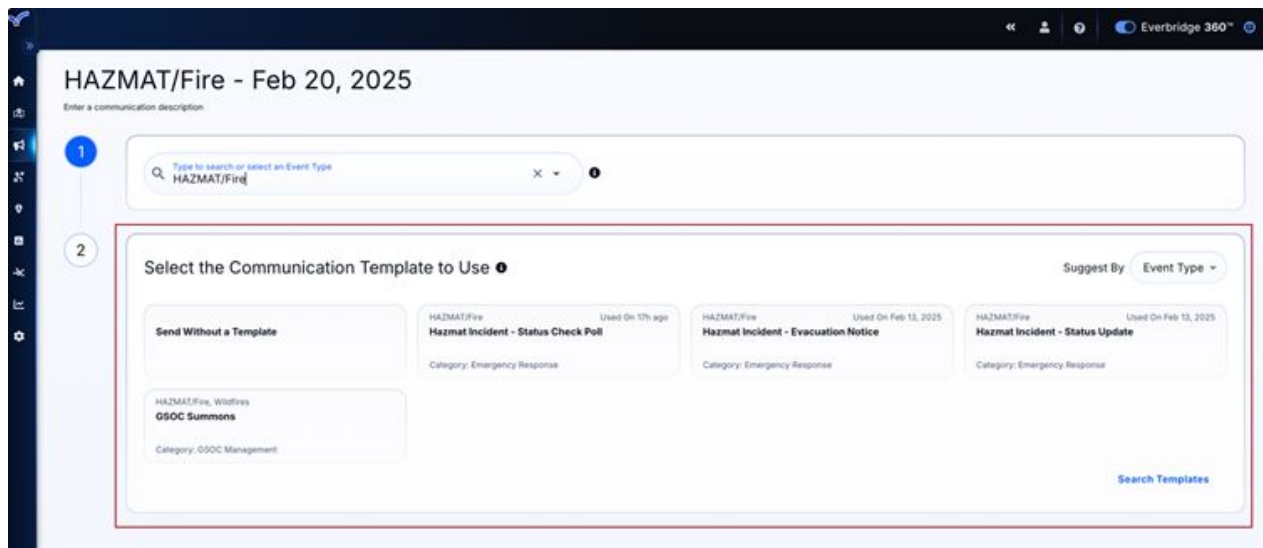 Everbridge 360™
HAZMAT/Fire - Feb 20, 2025
Enter a communication description
1
Type to search or select an Event Type
HAZMAT/Fire
2
Select the Communication Template to Use
Suggest By Event Type
Send Without a Template
HAZMAT/Fire Used On 17h ago
Hazmat Incident - Status Check Poll
Category: Emergency Response
HAZMAT/Fire Used On Feb 13, 2025
Hazmat Incident - Evacuation Notice
Category: Emergency Response
HAZMAT/Fire Used On Feb 13, 2025
Hazmat Incident - Status Update
Category: Emergency Response
HAZMAT/Fire, Wildfires
GSOC Summons
Category: GSOC Management
Search Templates